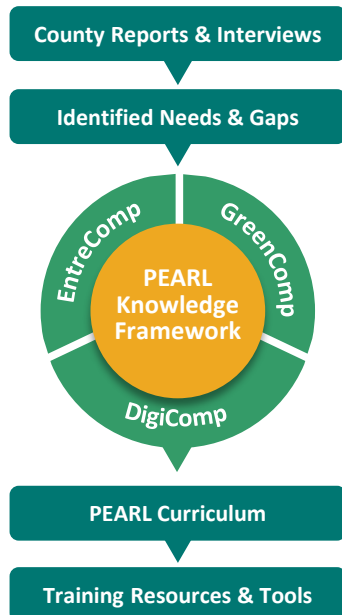 County Reports & Interviews
Identified Needs & Gaps
EntreComp
GreenComp
PEARL
Knowledge
Framework
DigiComp
PEARL Curriculum
Training Resources & Tools